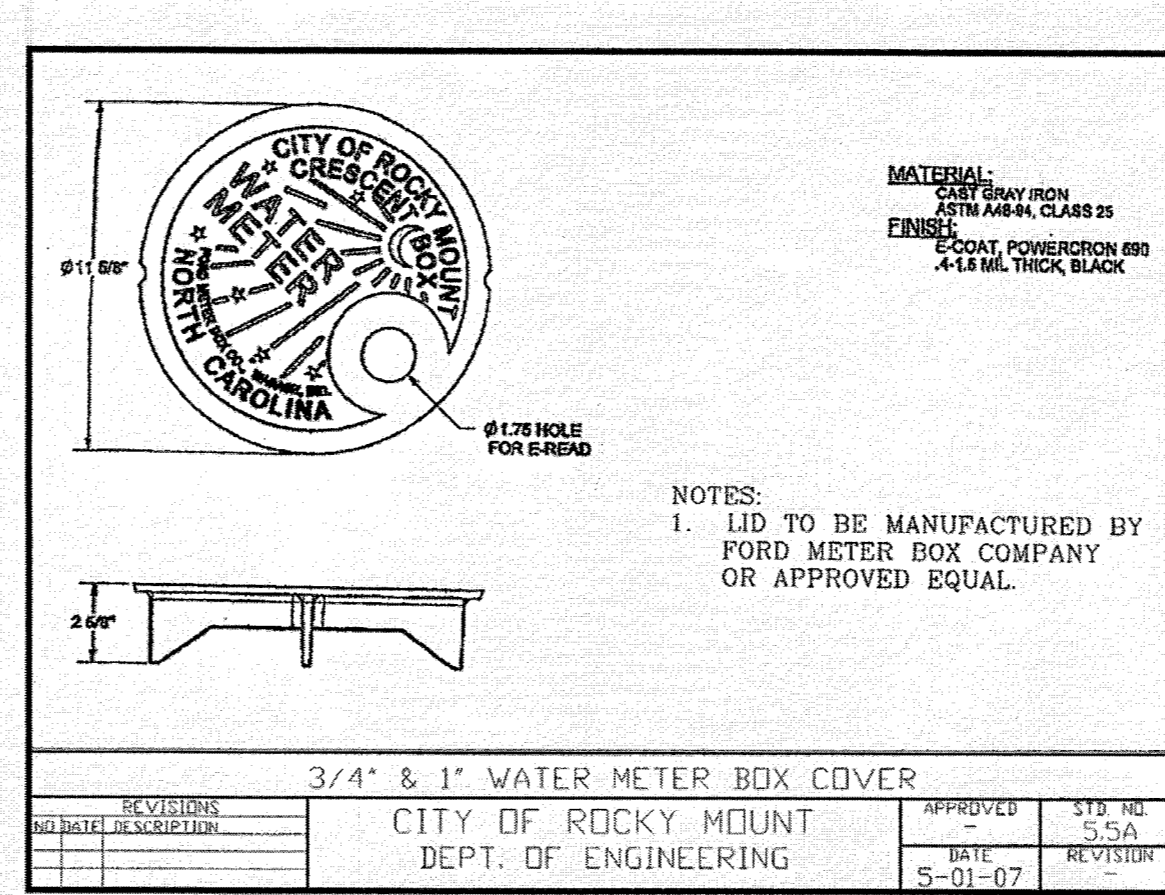 CITY OF ROCKY MOUNT
CRESCENT BOX
WATER
METER
FORD METER BOX CO.,
NORTH CAROLINA
Ø11 5/8"
Ø1.75 HOLE
FOR E-READ
MATERIAL:
CAST GRAY IRON
ASTM A48-94, CLASS 25
FINISH:
E-COAT, POWERCRON 590
.4-1.5 MIL THICK, BLACK
NOTES:
1. LID TO BE MANUFACTURED BY
FORD METER BOX COMPANY
OR APPROVED EQUAL.
2 5/8"
3/4" & 1" WATER METER BOX COVER
REVISIONS
NO DATE DESCRIPTION
CITY OF ROCKY MOUNT
DEPT. OF ENGINEERING
APPROVED
-
STD. NO.
5.5A
DATE
5-01-07
REVISION
-